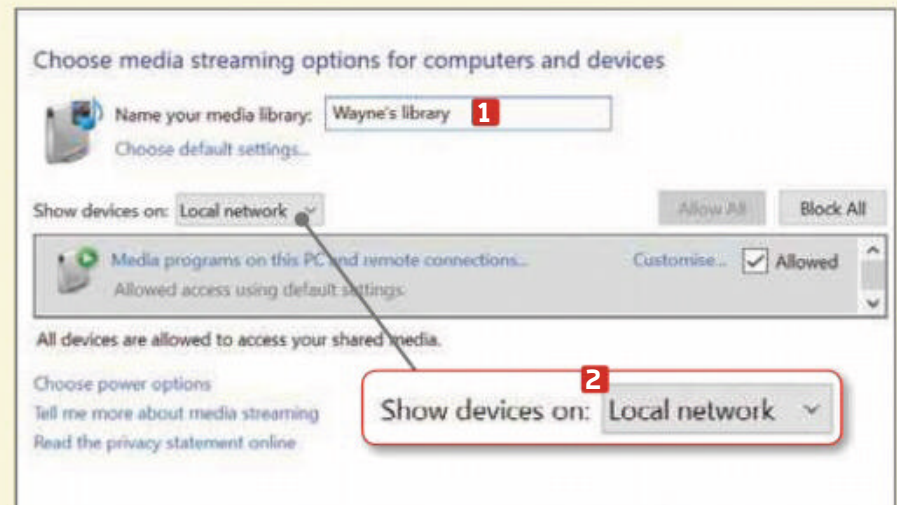 Choose media streaming options for computers and devices
Name your media library: Wayne's library 1
Choose default settings...
Show devices on: Local network Allow All Block All
Media programs on this PC and remote connections... Customise... Allowed
Allowed access using default settings.
All devices are allowed to access your shared media.
Choose power options
Tell me more about media streaming
Read the privacy statement online
2
Show devices on: Local network